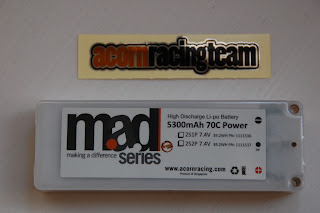 acornracingteam
High Discharge Li-po Battery
5300mAh 70C Power
2S1P 7.4V
2S2P 7.4V
m.a.d.
making a difference
series
www.acornracing.com